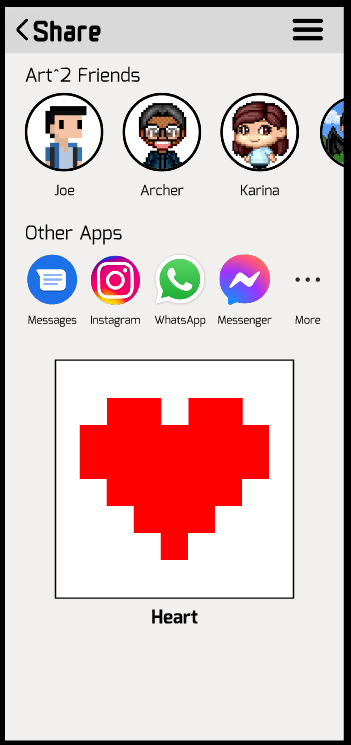 Share
Art^2 Friends
Joe Archer Karina
Other Apps
Messages Instagram WhatsApp Messenger More
Heart